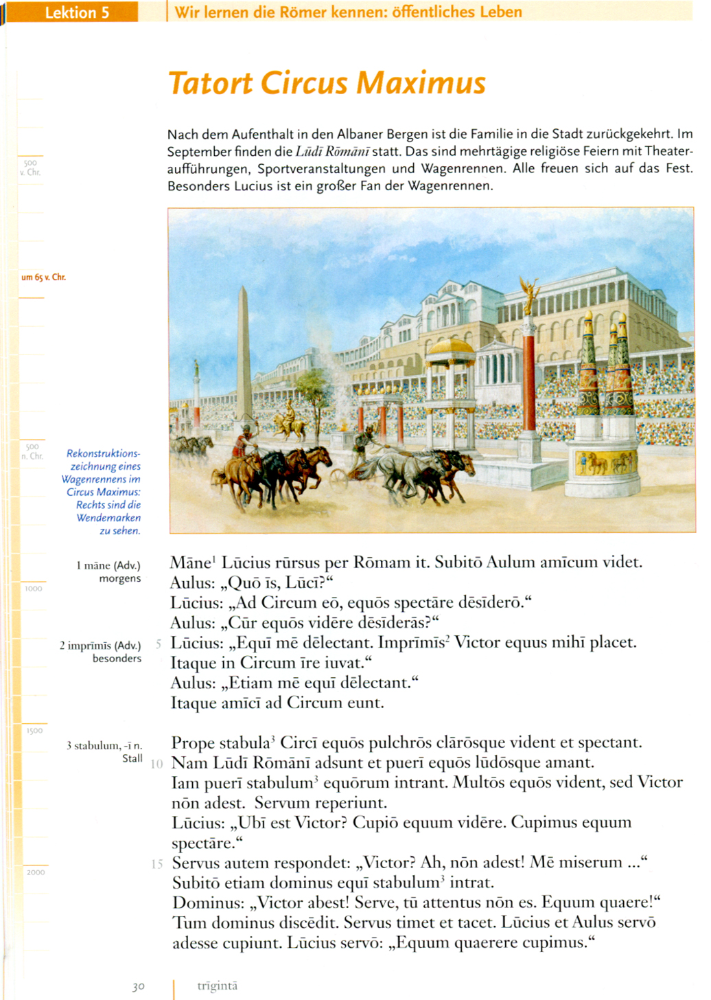 Lektion 5
Wir lernen die Römer kennen: öffentliches Leben
Tatort Circus Maximus
Nach dem Aufenthalt in den Albaner Bergen ist die Familie in die Stadt zurückgekehrt. Im
September finden die Lūdī Rōmānī statt. Das sind mehrtägige religiöse Feiern mit Theater-
aufführungen, Sportveranstaltungen und Wagenrennen. Alle freuen sich auf das Fest.
Besonders Lucius ist ein großer Fan der Wagenrennen.
500
v. Chr.
um 65 v. Chr.
500
n. Chr.
Rekonstruktions-
zeichnung eines
Wagenrennens im
Circus Maximus:
Rechts sind die
Wendemarken
zu sehen.
1 māne (Adv.)
morgens
1000
2 imprīmīs (Adv.)
besonders
1500
3 stabulum, -ī n.
Stall
2000
Māne¹ Lūcius rūrsus per Rōmam it. Subitō Aulum amīcum videt.
Aulus: „Quō īs, Lūcī?“
Lūcius: „Ad Circum eō, equōs spectāre dēsīderō.“
Aulus: „Cūr equōs vidēre dēsīderās?“
5 Lūcius: „Equī mē dēlectant. Imprīmīs² Victor equus mihī placet.
Itaque in Circum īre iuvat.“
Aulus: „Etiam mē equī dēlectant.“
Itaque amīcī ad Circum eunt.
Prope stabula³ Circī equōs pulchrōs clārōsque vident et spectant.
10 Nam Lūdī Rōmānī adsunt et puerī equōs lūdōsque amant.
Iam puerī stabulum³ equōrum intrant. Multōs equōs vident, sed Victor
nōn adest. Servum reperiunt.
Lūcius: „Ubī est Victor? Cupiō equum vidēre. Cupimus equum
spectāre.“
15 Servus autem respondet: „Victor? Ah, nōn adest! Mē miserum ...“
Subitō etiam dominus equī stabulum³ intrat.
Dominus: „Victor abest! Serve, tū attentus nōn es. Equum quaere!“
Tum dominus discēdit. Servus timet et tacet. Lūcius et Aulus servō
adesse cupiunt. Lūcius servō: „Equum quaerere cupimus.“
30
trīgintā